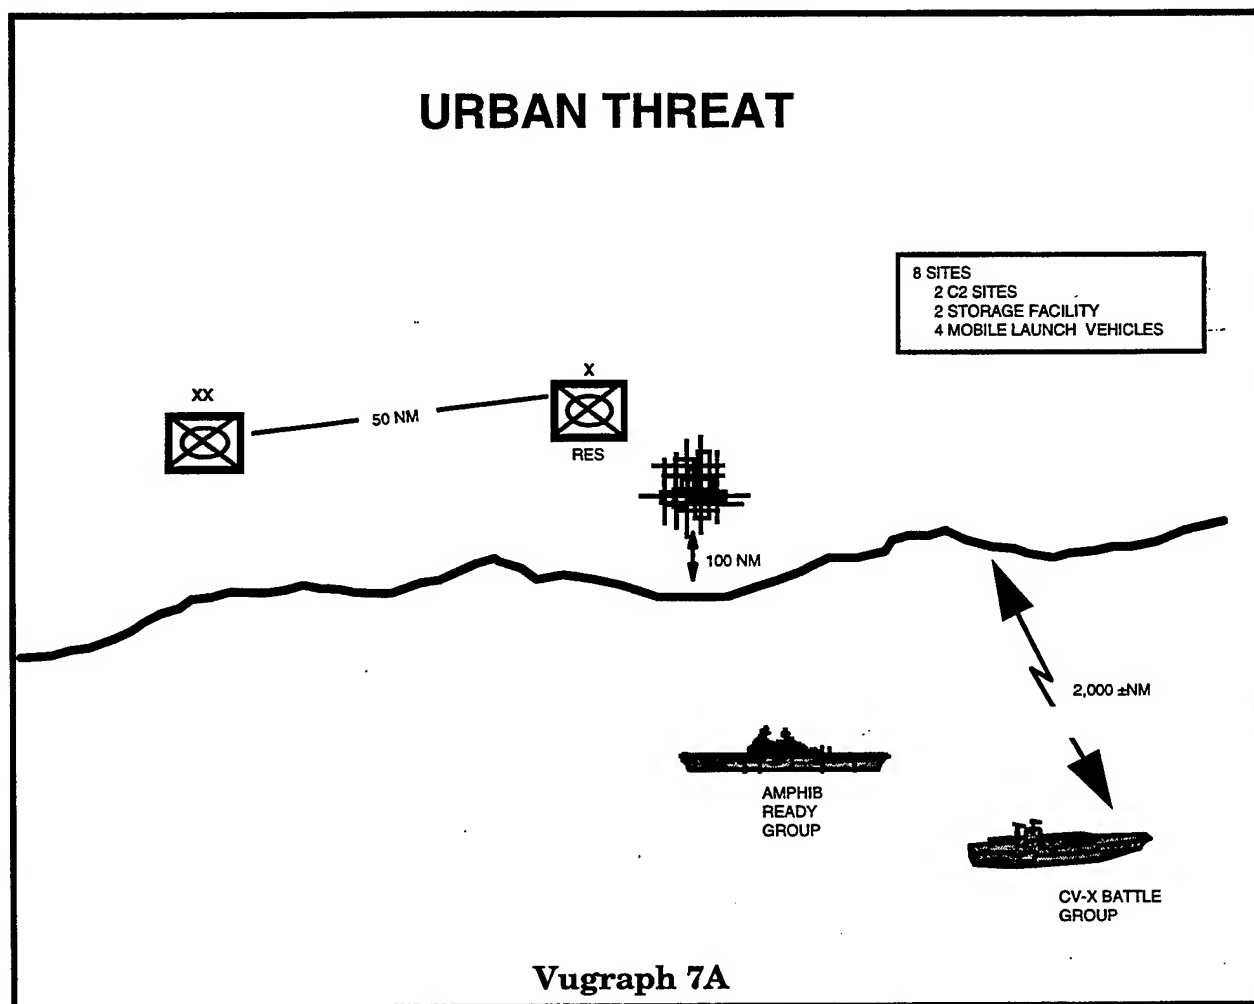 URBAN THREAT
8 SITES
2 C2 SITES
2 STORAGE FACILITY
4 MOBILE LAUNCH VEHICLES
XX
50 NM
X
RES
100 NM
2,000 ±NM
AMPHIB
READY
GROUP
CV-X BATTLE
GROUP
Vugraph 7A